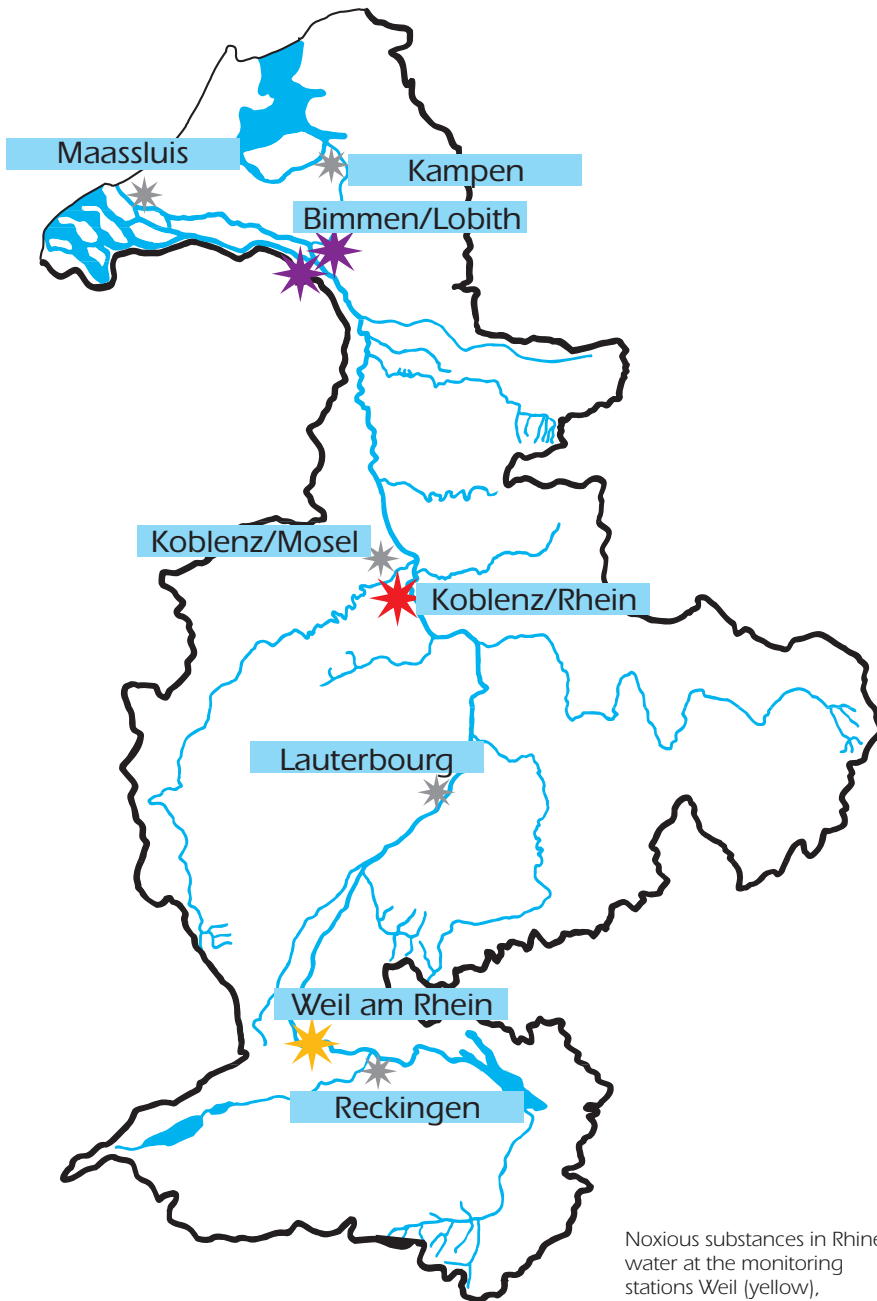 Maassluis
Kampen
Bimmen/Lobith
Koblenz/Mosel
Koblenz/Rhein
Lauterbourg
Weil am Rhein
Reckingen
Noxious substances in Rhine
water at the monitoring
stations Weil (yellow),